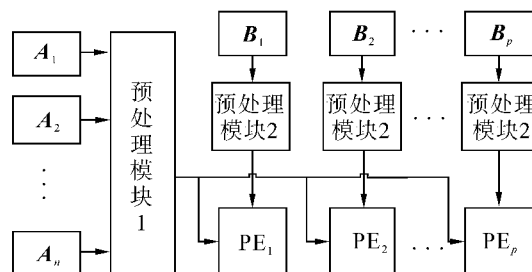 A₁
A₂
⋮
Aₙ
预处理模块1
B₁ B₂ ··· Bₚ
预处理模块2 预处理模块2 ··· 预处理模块2
PE₁ PE₂ ··· PEₚ